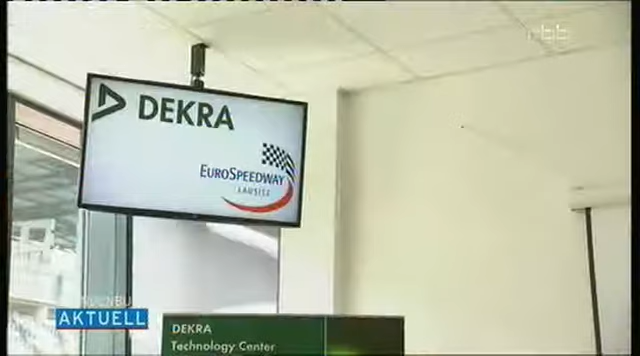 rbb
DEKRA
EUROSPEEDWAY
LAUSITZ
AKTUELL
DEKRA
Technology Center